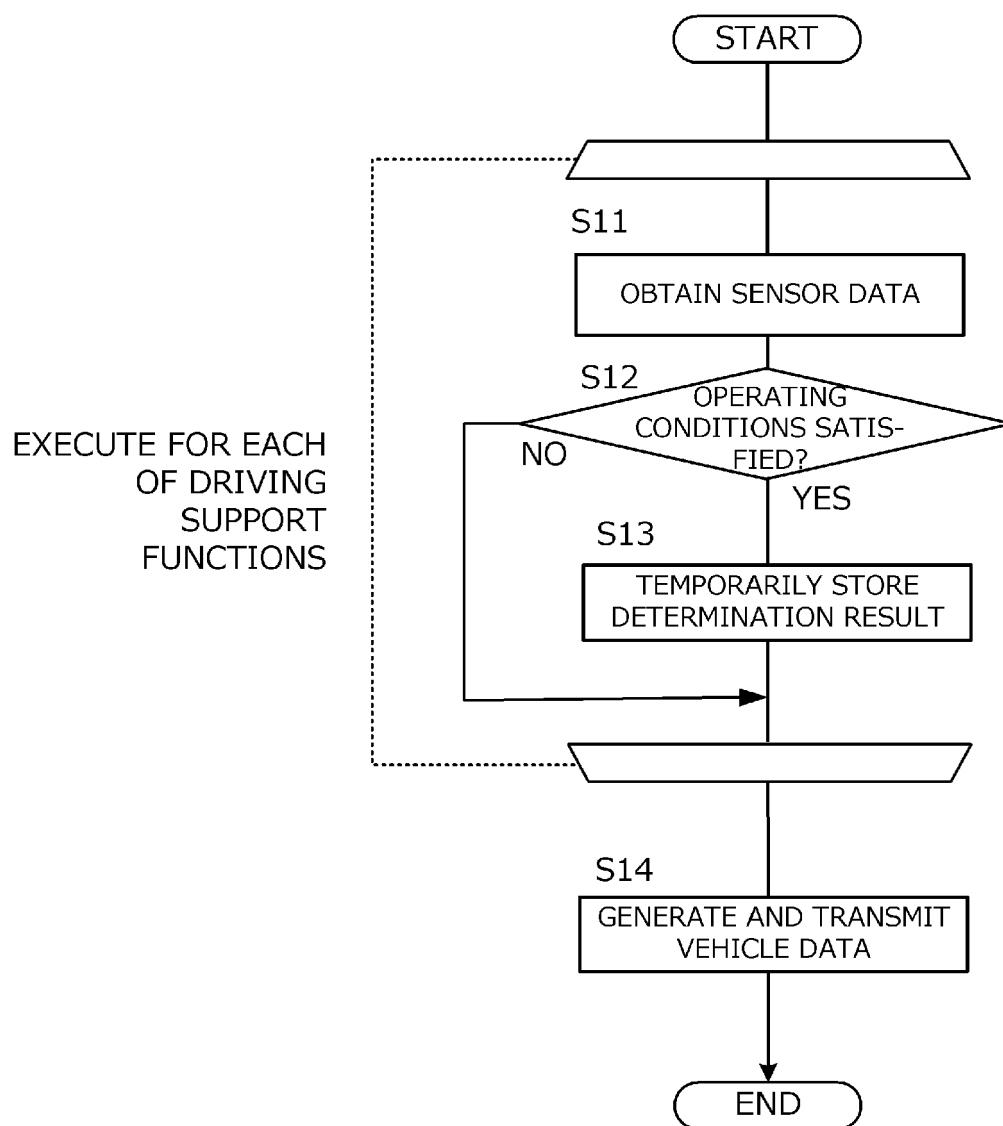 START
S11
OBTAIN SENSOR DATA
S12
OPERATING
CONDITIONS SATIS-
FIED?
NO
YES
EXECUTE FOR EACH
OF DRIVING
SUPPORT
FUNCTIONS
S13
TEMPORARILY STORE
DETERMINATION RESULT
S14
GENERATE AND TRANSMIT
VEHICLE DATA
END